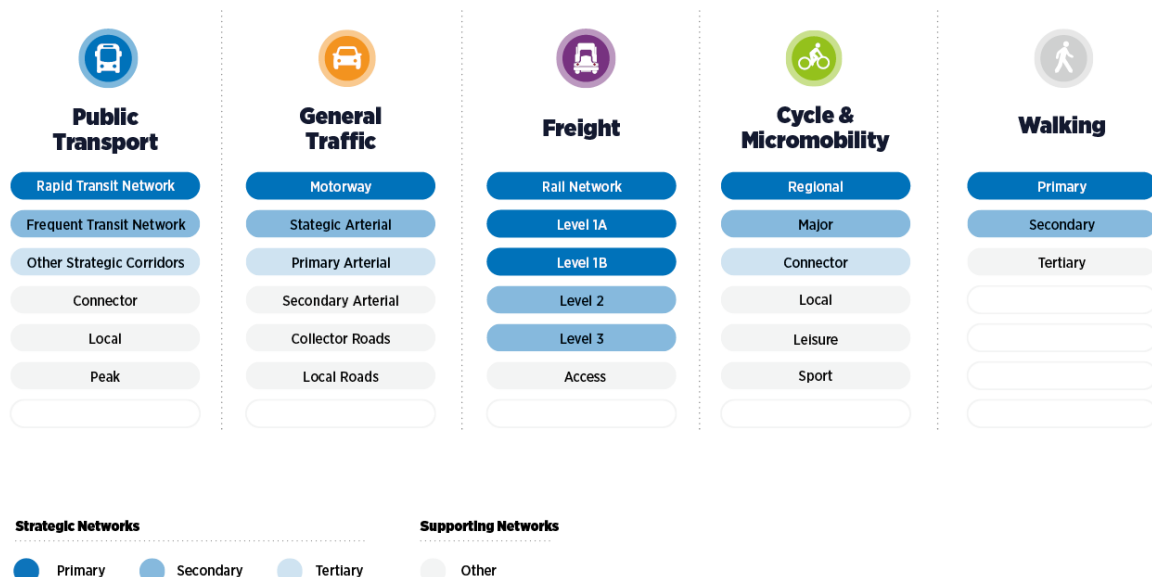 Public
Transport
Rapid Transit Network
Frequent Transit Network
Other Strategic Corridors
Connector
Local
Peak
General
Traffic
Motorway
Stategic Arterial
Primary Arterial
Secondary Arterial
Collector Roads
Local Roads
Freight
Rail Network
Level 1A
Level 1B
Level 2
Level 3
Access
Cycle &
Micromobility
Regional
Major
Connector
Local
Leisure
Sport
Walking
Primary
Secondary
Tertiary
Strategic Networks
Primary
Secondary
Tertiary
Supporting Networks
Other